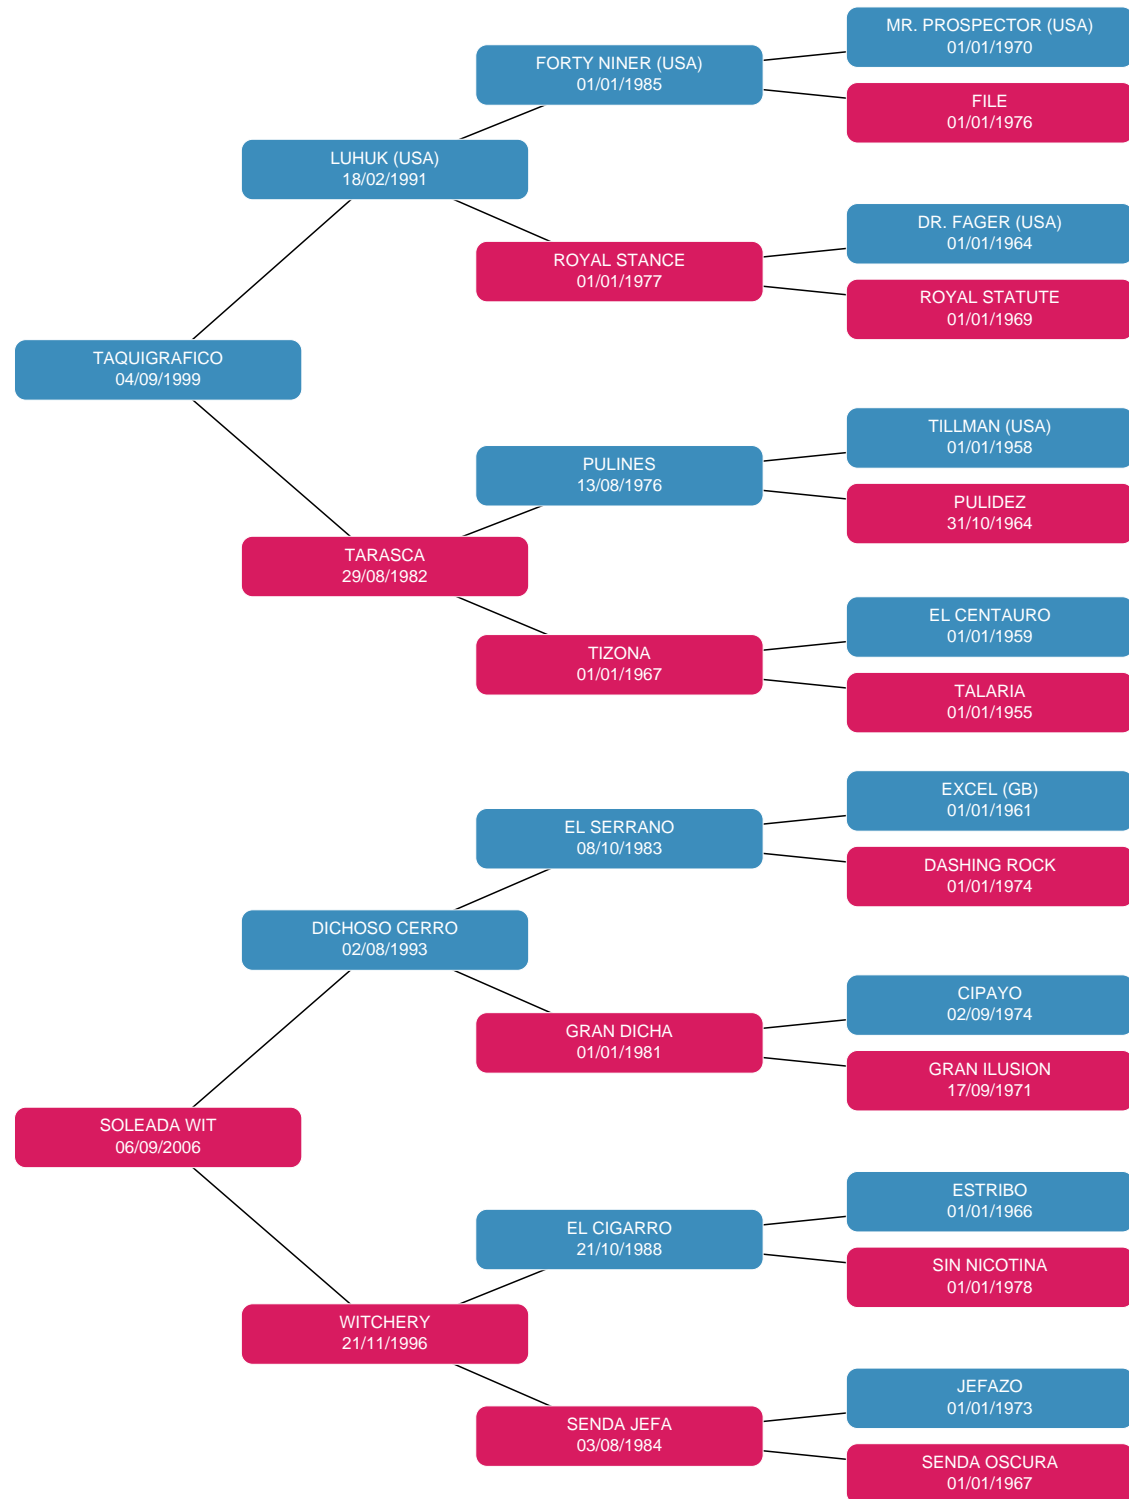 MR. PROSPECTOR (USA)
01/01/1970
FORTY NINER (USA)
01/01/1985
FILE
01/01/1976
LUHUK (USA)
18/02/1991
DR. FAGER (USA)
01/01/1964
ROYAL STANCE
01/01/1977
ROYAL STATUTE
01/01/1969
TAQUIGRAFICO
04/09/1999
TILLMAN (USA)
01/01/1958
PULINES
13/08/1976
PULIDEZ
31/10/1964
TARASCA
29/08/1982
EL CENTAURO
01/01/1959
TIZONA
01/01/1967
TALARIA
01/01/1955
EXCEL (GB)
01/01/1961
EL SERRANO
08/10/1983
DASHING ROCK
01/01/1974
DICHOSO CERRO
02/08/1993
CIPAYO
02/09/1974
GRAN DICHA
01/01/1981
GRAN ILUSION
17/09/1971
SOLEADA WIT
06/09/2006
ESTRIBO
01/01/1966
EL CIGARRO
21/10/1988
SIN NICOTINA
01/01/1978
WITCHERY
21/11/1996
JEFAZO
01/01/1973
SENDA JEFA
03/08/1984
SENDA OSCURA
01/01/1967